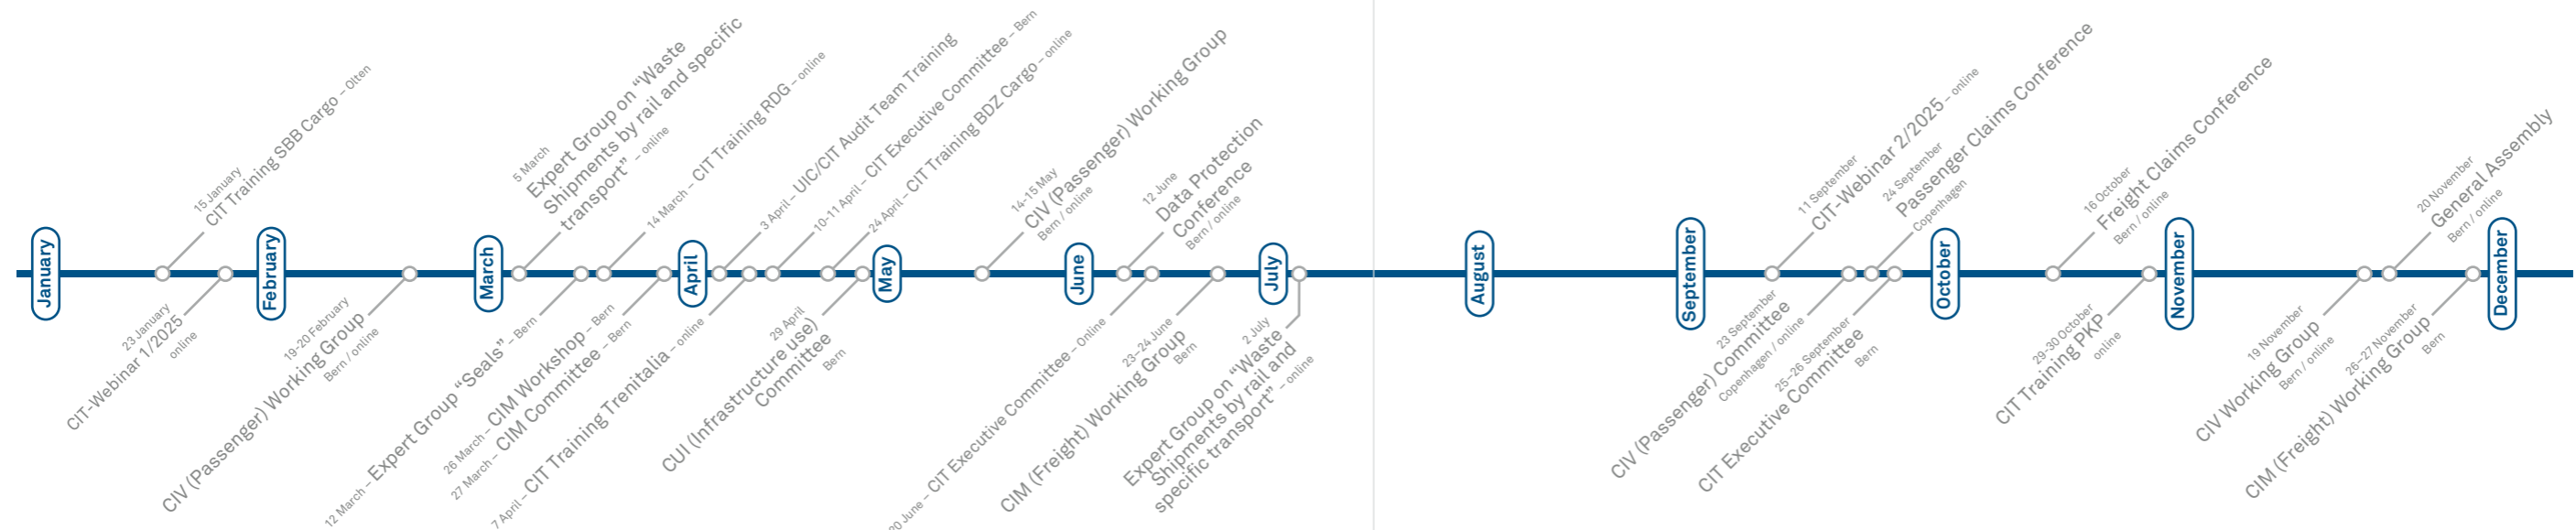 January
15 January
CIT Training SBB Cargo – Olten
23 January
CIT-Webinar 1/2025
online
February
19-20 February
CIV (Passenger) Working Group
Bern / online
March
5 March
Expert Group on “Waste
Shipments by rail and specific
transport” – online
12 March – Expert Group “Seals” – Bern
14 March – CIT Training RDG – online
26 March – CIM Workshop – Bern
27 March – CIM Committee – Bern
April
3 April – UIC/CIT Audit Team Training
7 April – CIT Training Trenitalia – online
10-11 April – CIT Executive Committee – Bern
24 April – CIT Training BDZ Cargo – online
29 April
CUI (Infrastructure use)
Committee
Bern
May
14-15 May
CIV (Passenger) Working Group
Bern / online
June
12 June
Data Protection
Conference
Bern / online
20 June – CIT Executive Committee – Online
23–24 June
CIM (Freight) Working Group
Bern
July
2 July
Expert Group on “Waste
Shipments by rail and
specific transport” – online
August
September
11 September
CIT-Webinar 2/2025 – online
23 September
CIV (Passenger) Committee
Copenhagen / online
24 September
Passenger Claims Conference
Copenhagen
25–26 September
CIT Executive Committee
Bern
October
16 October
Freight Claims Conference
Bern / online
29-30 October
CIT Training PKP
online
November
19 November
CIV Working Group
Bern / online
20 November
General Assembly
Bern / online
26–27 November
CIM (Freight) Working Group
Bern
December